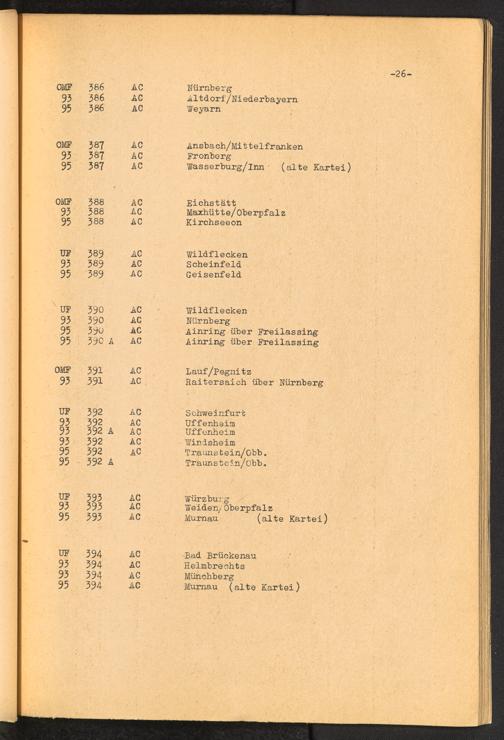 -26-
OMF 386 AC Nürnberg
93 386 AC Altdorf/Niederbayern
95 386 AC Weyarn
OMF 387 AC Ansbach/Mittelfranken
93 387 AC Fronberg
95 387 AC Wasserburg/Inn (alte Kartei)
OMF 388 AC Eichstätt
93 388 AC Maxhütte/Oberpfalz
95 388 AC Kirchseeon
UF 389 AC Wildflecken
93 389 AC Scheinfeld
95 389 AC Geisenfeld
UF 390 AC Wildflecken
93 390 AC Nürnberg
95 390 AC Ainring über Freilassing
95 390 A AC Ainring über Freilassing
OMF 391 AC Lauf/Pegnitz
93 391 AC Raitersaich über Nürnberg
UF 392 AC Schweinfurt
93 392 AC Uffenheim
93 392 A AC Uffenheim
93 392 AC Windsheim
95 392 AC Traunstein/Obb.
95 392 A Traunstein/Obb.
UF 393 AC Würzburg
93 393 AC Weiden/Oberpfalz
95 393 AC Murnau (alte Kartei)
UF 394 AC Bad Brückenau
93 394 AC Helmbrechts
93 394 AC Münchberg
95 394 AC Murnau (alte Kartei)